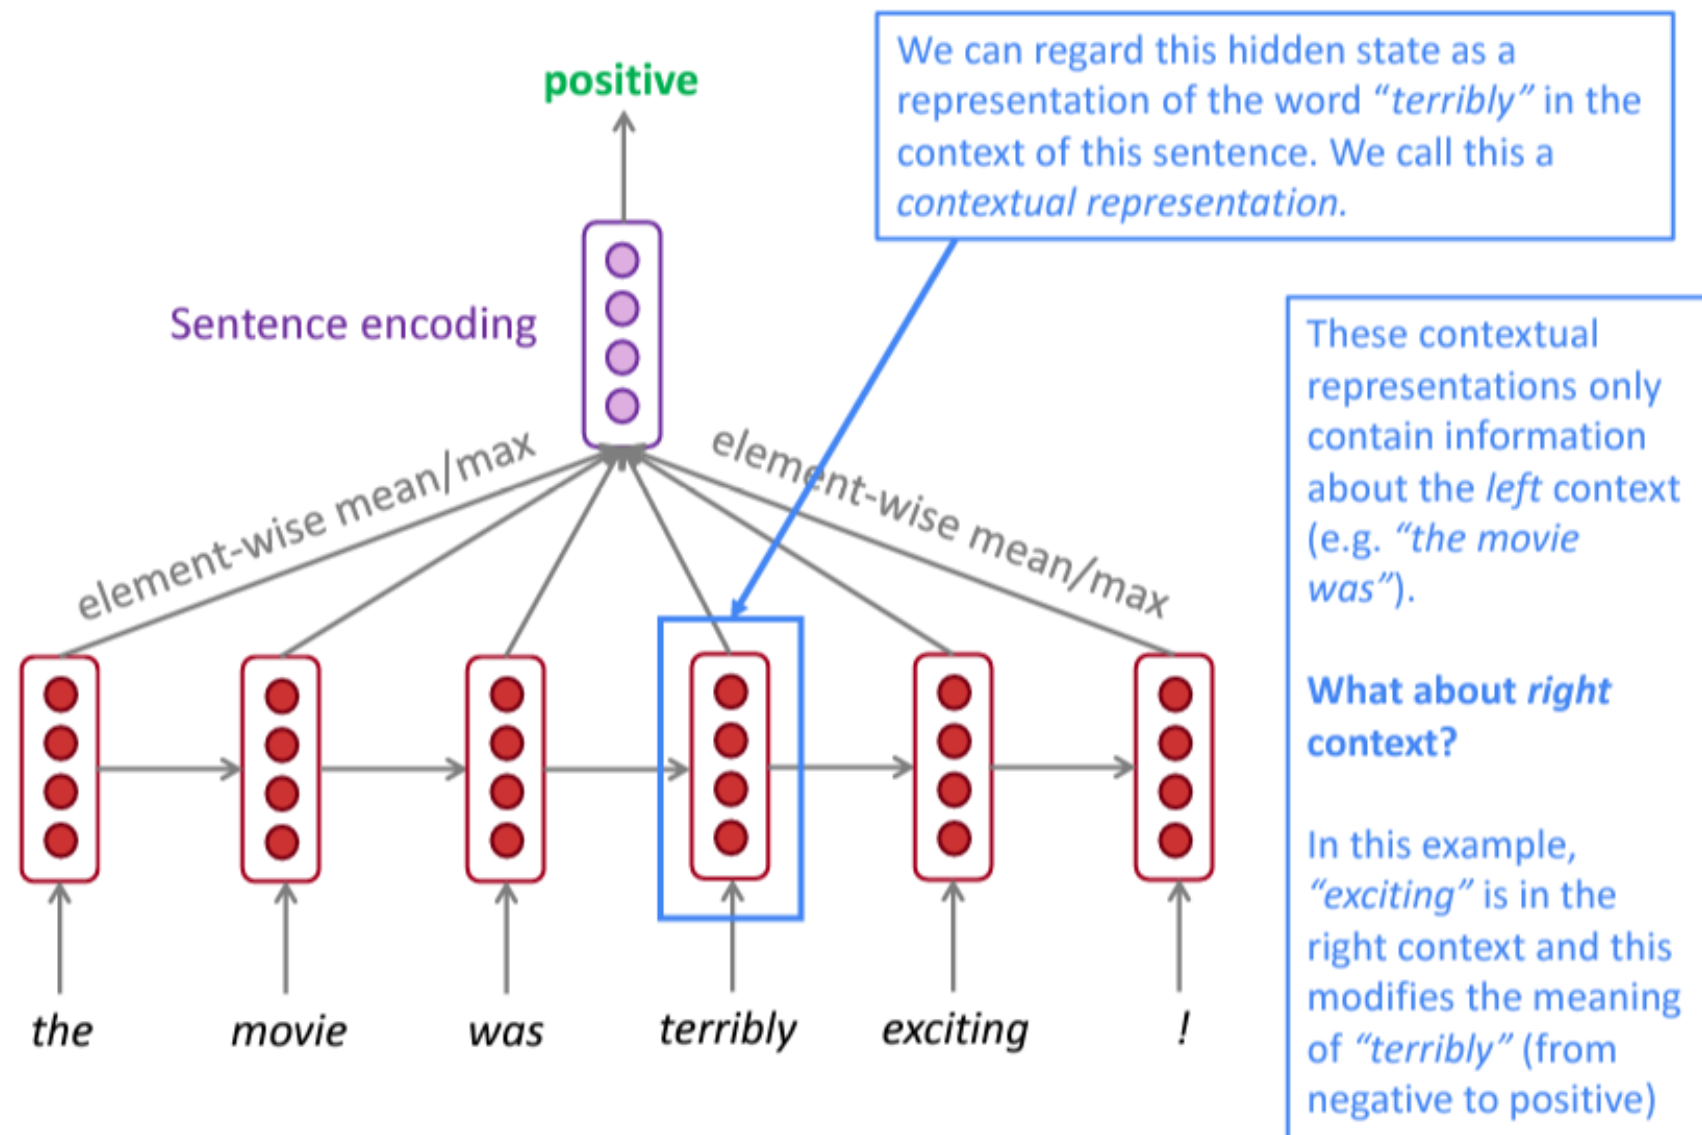 positive
We can regard this hidden state as a
representation of the word “terribly” in the
context of this sentence. We call this a
contextual representation.
Sentence encoding
element-wise mean/max
element-wise mean/max
These contextual
representations only
contain information
about the left context
(e.g. “the movie
was”).
What about right
context?
In this example,
“exciting” is in the
right context and this
modifies the meaning
of “terribly” (from
negative to positive)
the movie was terribly exciting !